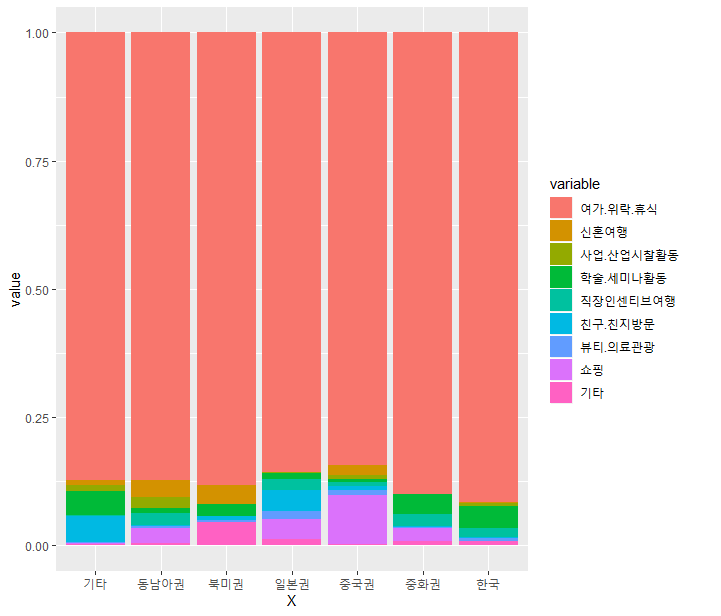 1.00
0.75
0.50
0.25
0.00
value
기타 동남아권 북미권 일본권 중국권 중화권 한국
X
variable
여가.위락.휴식
신혼여행
사업.산업시찰활동
학술.세미나활동
직장인센티브여행
친구.친지방문
뷰티.의료관광
쇼핑
기타